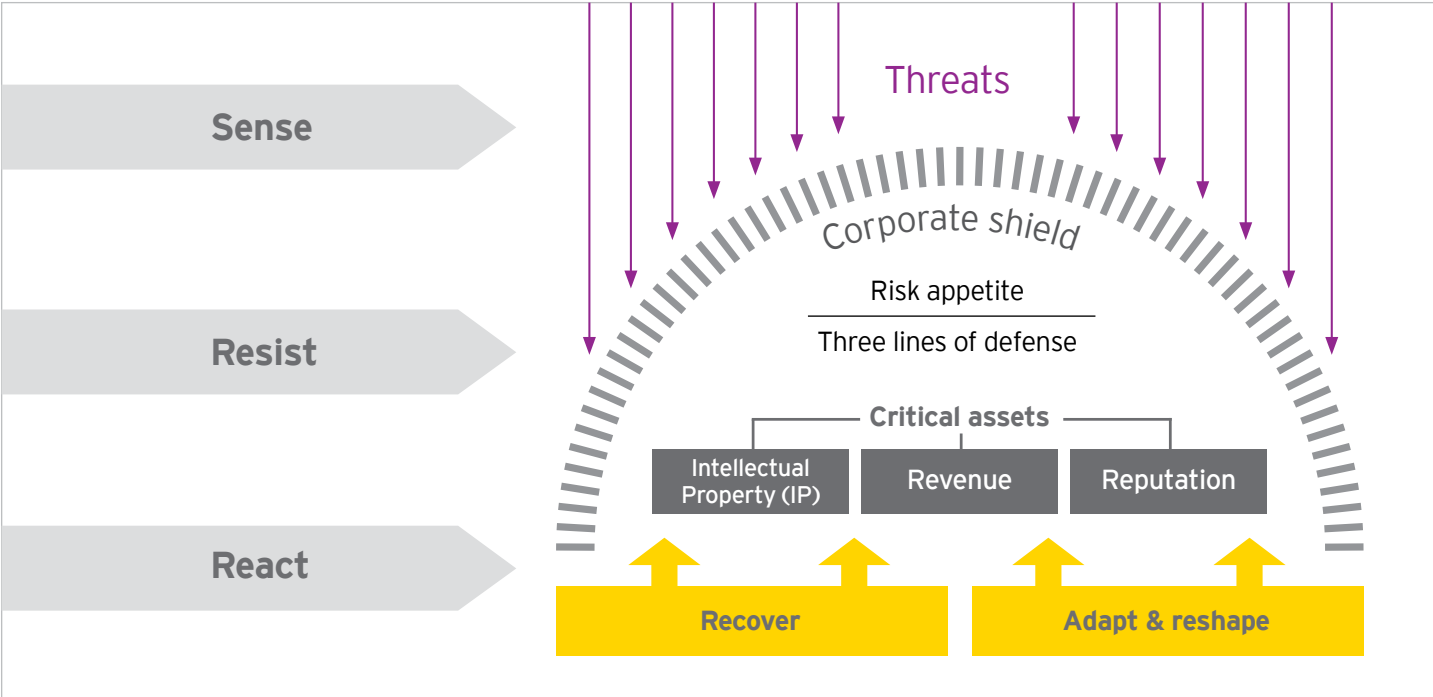 Threats
Sense
Corporate shield
Risk appetite
Three lines of defense
Resist
Critical assets
Intellectual
Property (IP)
Revenue
Reputation
React
Recover
Adapt & reshape